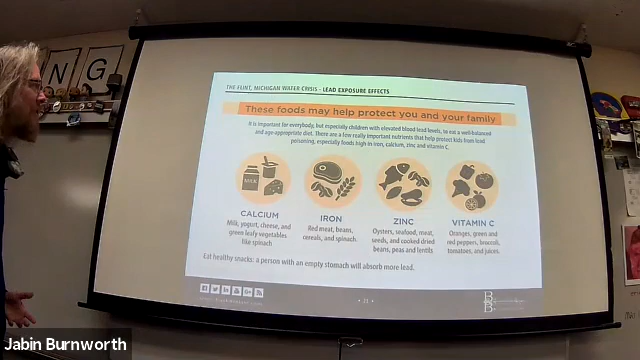 NG
THE FLINT, MICHIGAN WATER CRISIS - LEAD EXPOSURE EFFECTS
These foods may help protect you and your family
It is important for everybody, but especially children with elevated blood lead levels, to eat a well-balanced
and age-appropriate diet. There are a few really important nutrients that help protect kids from lead
poisoning, especially foods high in iron, calcium, zinc and vitamin C.
MILK
CALCIUM
Milk, yogurt, cheese, and
green leafy vegetables
like spinach
IRON
Red meat, beans,
cereals, and spinach
ZINC
Oysters, seafood, meat,
seeds, and cooked dried
beans, peas and lentils
VITAMIN C
Oranges, green and
red peppers, broccoli,
tomatoes, and juices.
Eat healthy snacks: a person with an empty stomach will absorb more lead.
Jabin Burnworth